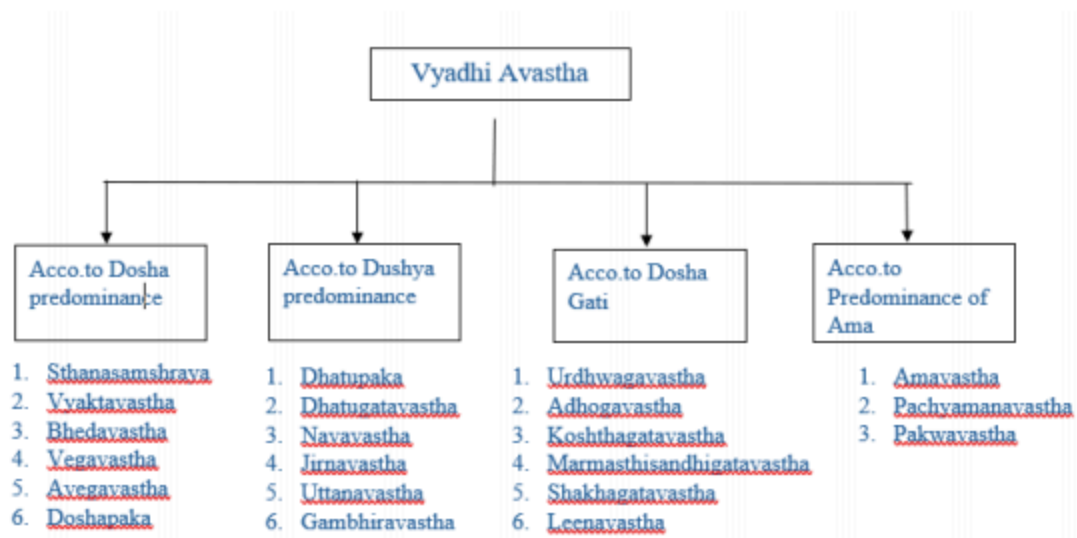 Vyadhi Avastha
Acco.to Dosha
predominance
1. Sthanasamshraya
2. Vyaktavastha
3. Bhedavastha
4. Vegavastha
5. Avegavastha
6. Doshapaka
Acco.to Dushya
predominance
1. Dhatupaka
2. Dhatugatavastha
3. Navavastha
4. Jirnavastha
5. Uttanavastha
6. Gambhiravastha
Acco.to Dosha
Gati
1. Urdhwagavastha
2. Adhogavastha
3. Koshthagatavastha
4. Marmasthisandhigatavastha
5. Shakhagatavastha
6. Leenavastha
Acco.to
Predominance of
Ama
1. Amavastha
2. Pachyamanavastha
3. Pakwavastha